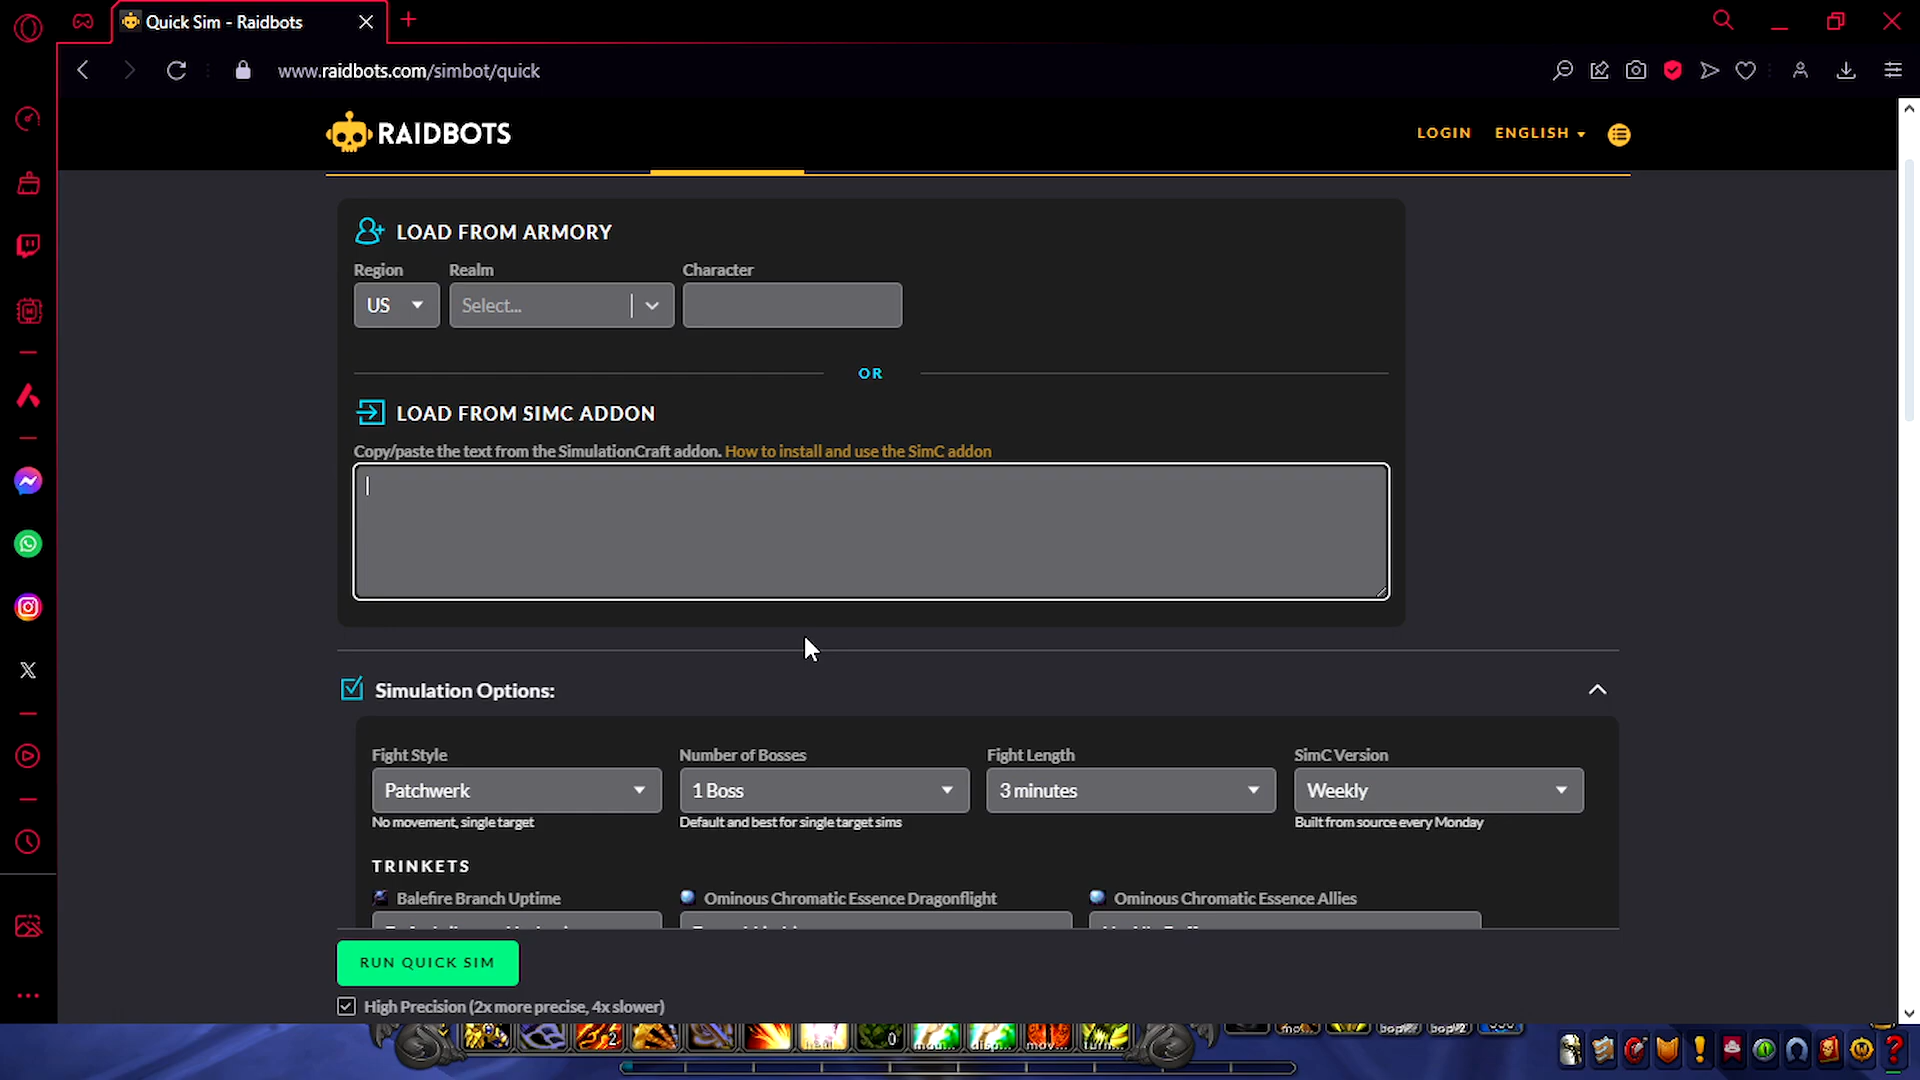 Quick Sim - Raidbots
www.raidbots.com/simbot/quick
RAIDBOTS
LOGIN
ENGLISH
LOAD FROM ARMORY
Region
Realm
Character
US
Select...
OR
LOAD FROM SIMC ADDON
Copy/paste the text from the SimulationCraft addon. How to install and use the SimC addon
Simulation Options:
Fight Style
Number of Bosses
Fight Length
SimC Version
Patchwerk
1 Boss
3 minutes
Weekly
No movement, single target
Default and best for single target sims
Built from source every Monday
TRINKETS
Balefire Branch Uptime
Ominous Chromatic Essence Dragonflight
Ominous Chromatic Essence Allies
RUN QUICK SIM
High Precision (2x more precise, 4x slower)
2
0